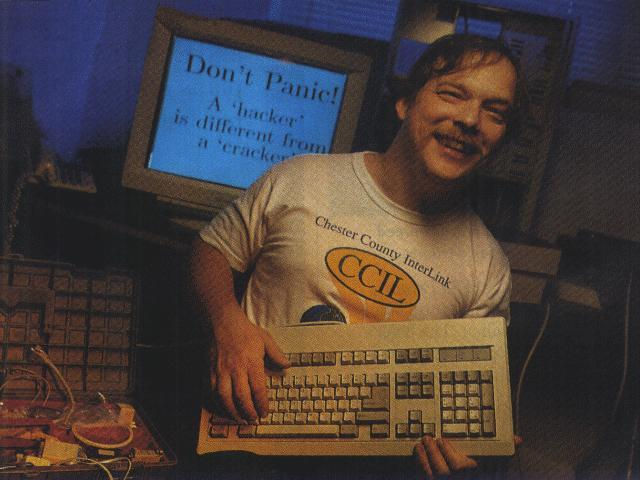 Don't Panic!
A 'hacker'
is different from
a 'cracker'
Chester County InterLink
CCIL